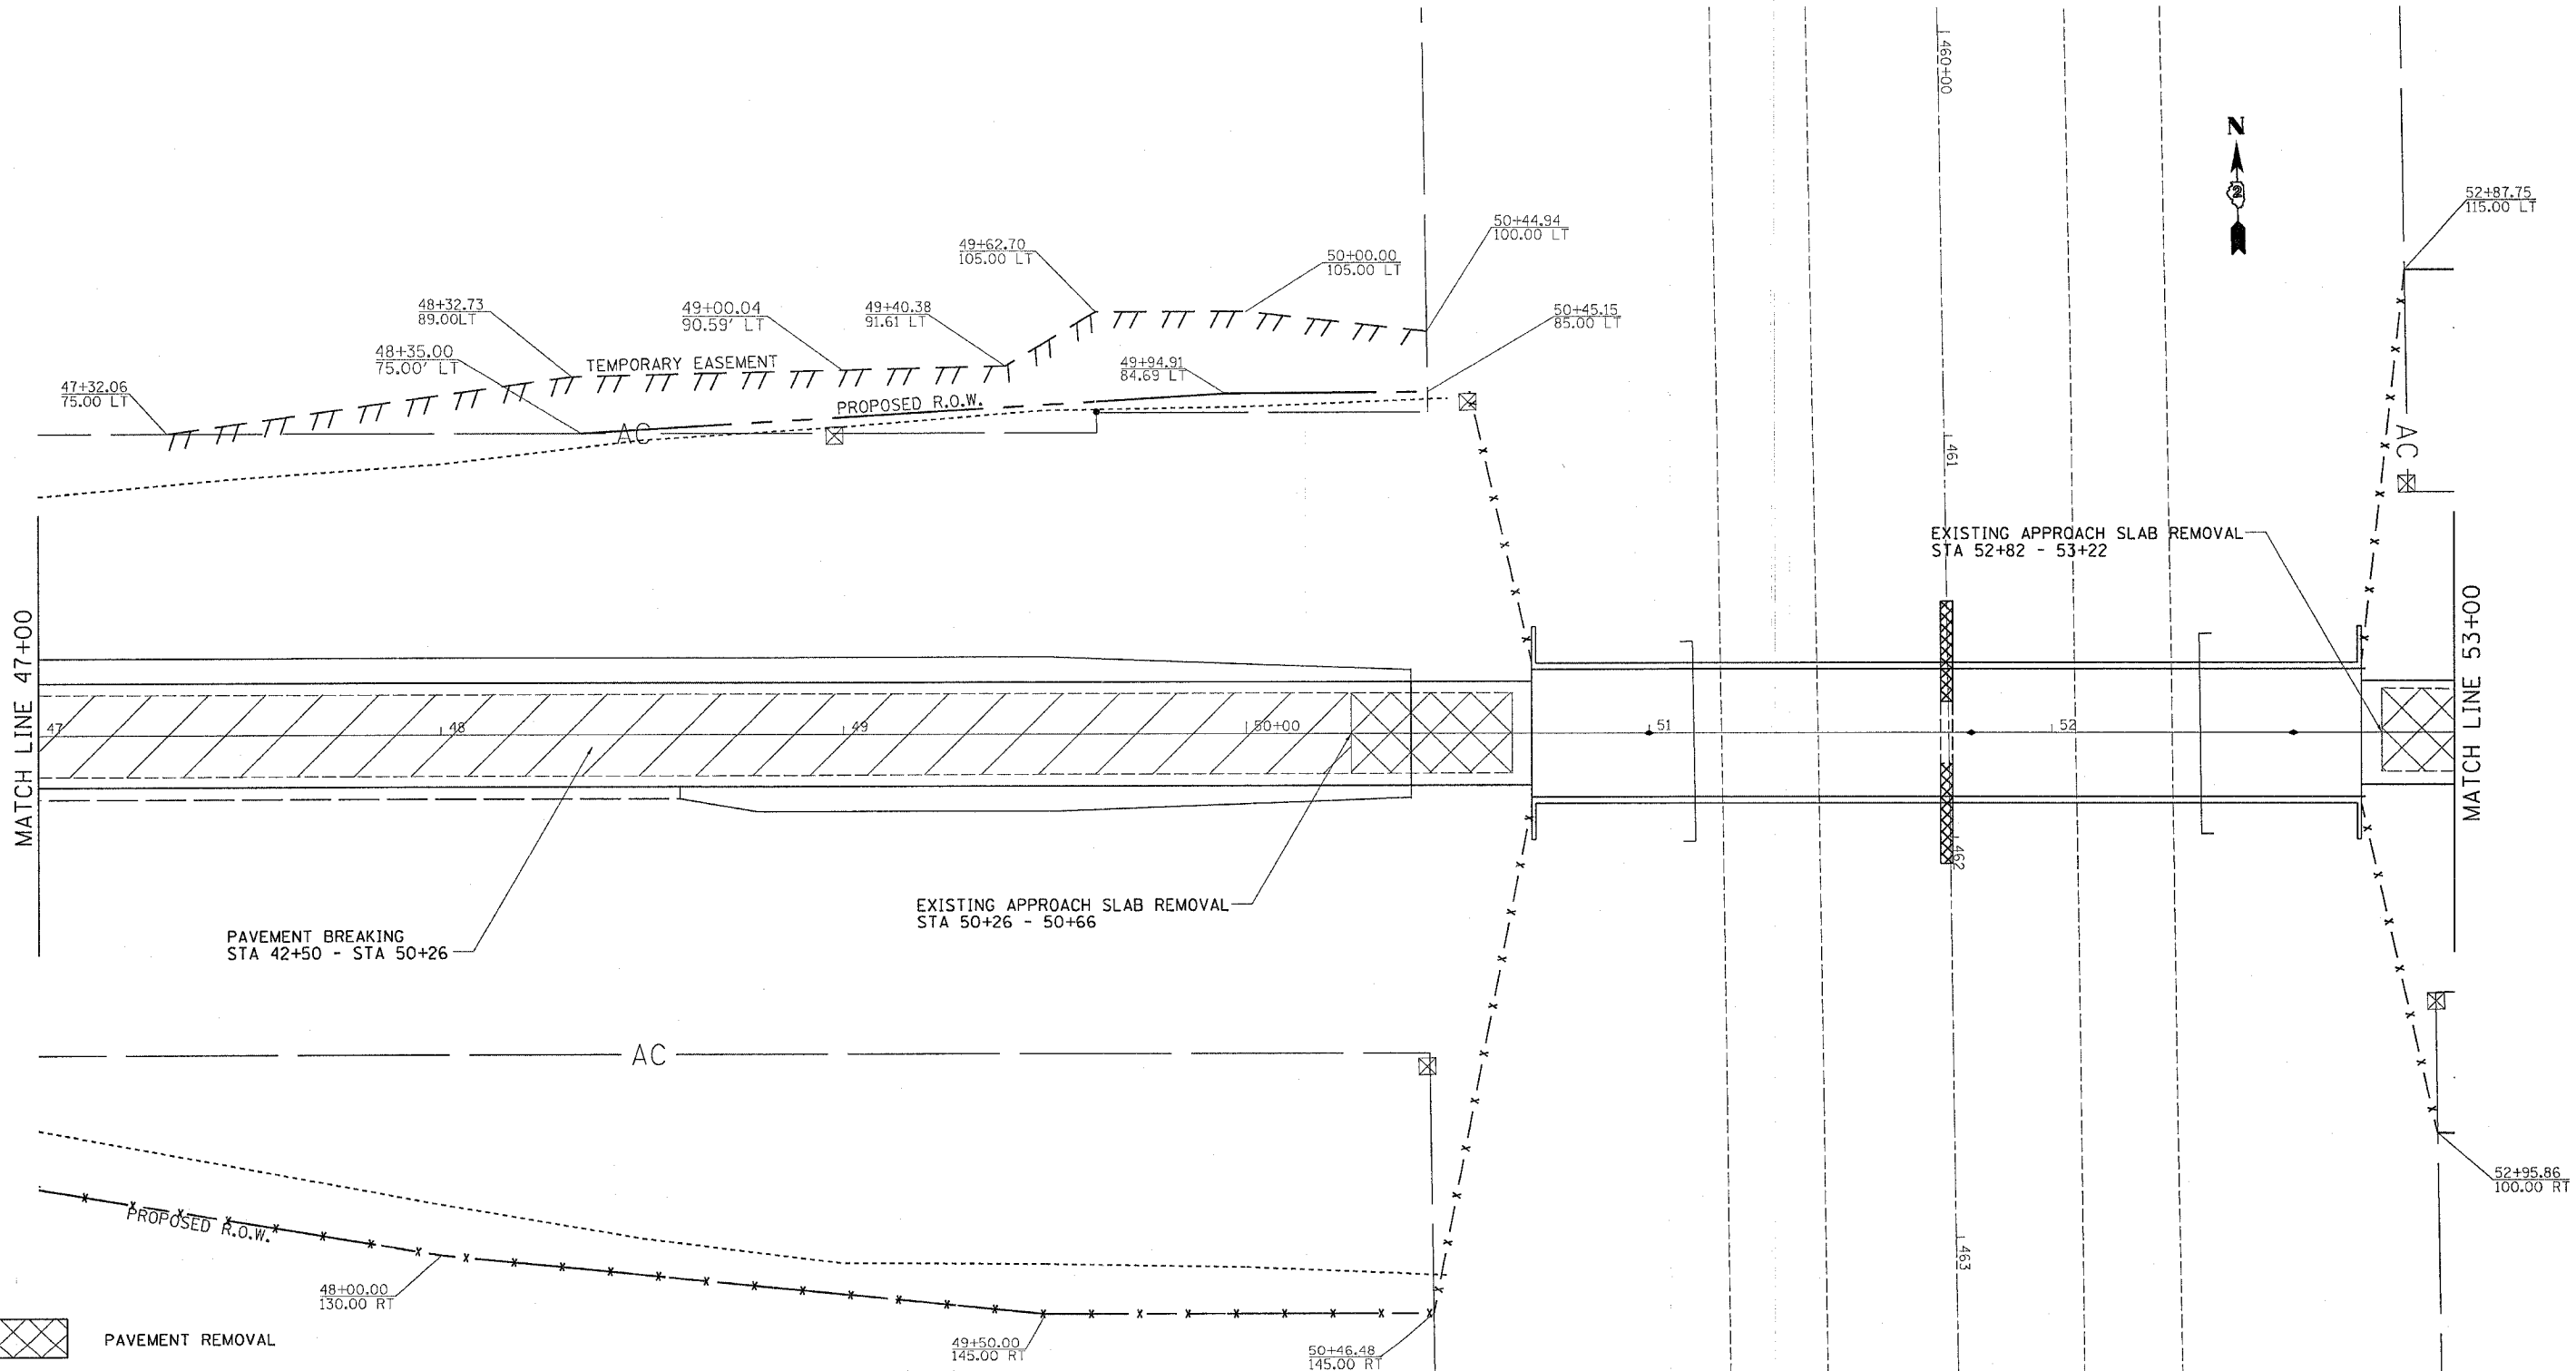 460+00
N
2
52+87.75
115.00 LT
50+44.94
100.00 LT
49+62.70
105.00 LT
50+00.00
105.00 LT
48+32.73
89.00LT
49+00.04
90.59' LT
49+40.38
91.61 LT
50+45.15
85.00 LT
48+35.00
75.00' LT
TEMPORARY EASEMENT
49+94.91
84.69 LT
47+32.06
75.00 LT
PROPOSED R.O.W.
AC
AC
461
EXISTING APPROACH SLAB REMOVAL
STA 52+82 - 53+22
MATCH LINE 47+00
MATCH LINE 53+00
47
48
49
50+00
51
52
462
EXISTING APPROACH SLAB REMOVAL
STA 50+26 - 50+66
PAVEMENT BREAKING
STA 42+50 - STA 50+26
AC
52+95.86
100.00 RT
PROPOSED R.O.W.
463
48+00.00
130.00 RT
49+50.00
145.00 RT
50+46.48
145.00 RT
PAVEMENT REMOVAL